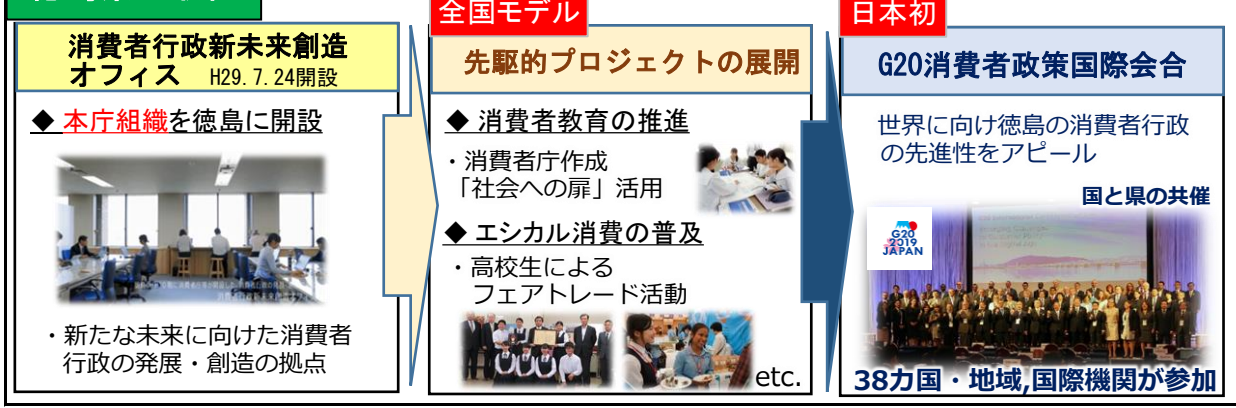 消費者行政新未来創造
オフィス H29.7.24開設
◆ 本庁組織を徳島に開設
・新たな未来に向けた消費者
行政の発展・創造の拠点
全国モデル
先駆的プロジェクトの展開
◆ 消費者教育の推進
・消費者庁作成
「社会への扉」活用
◆ エシカル消費の普及
・高校生による
フェアトレード活動
etc.
日本初
G20消費者政策国際会合
世界に向け徳島の消費者行政
の先進性をアピール
国と県の共催
G20
2019
JAPAN
38カ国・地域,国際機関が参加